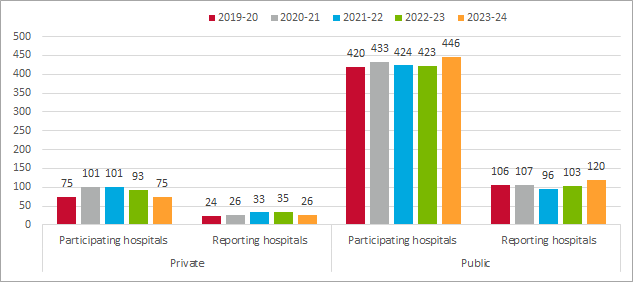 2019-20 2020-21 2021-22 2022-23 2023-24
500
450
400
350
300
250
200
150
100
50
0
75 101 101 93 75
24 26 33 35 26
420 433 424 423 446
106 107 96 103 120
Participating hospitals Reporting hospitals Participating hospitals Reporting hospitals
Private Public